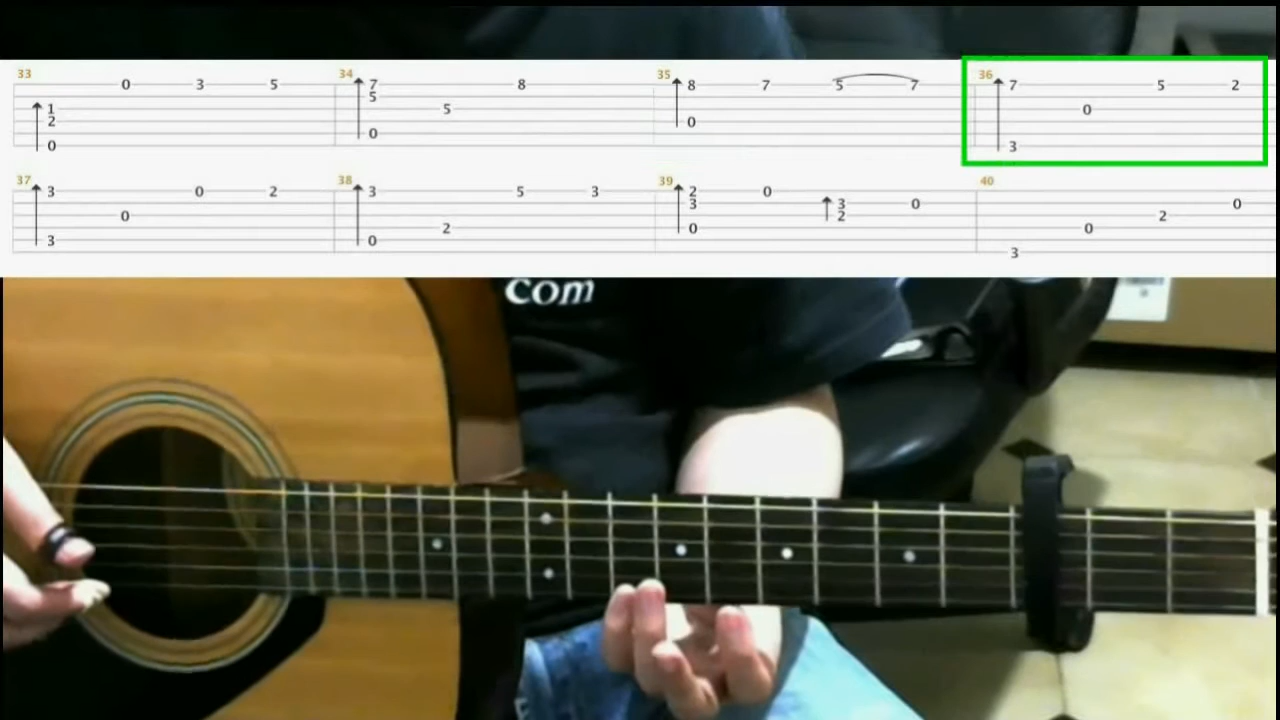 33 34 35 36
0 3 5 7 8 8 7 5 7 7 5 2
5
1 5 0
2 0
0
0 3
37 38 39 40
3 0 2 3 5 3 2 0
3 3 0 0
0 2 2
2 0 0
3 0
3
com